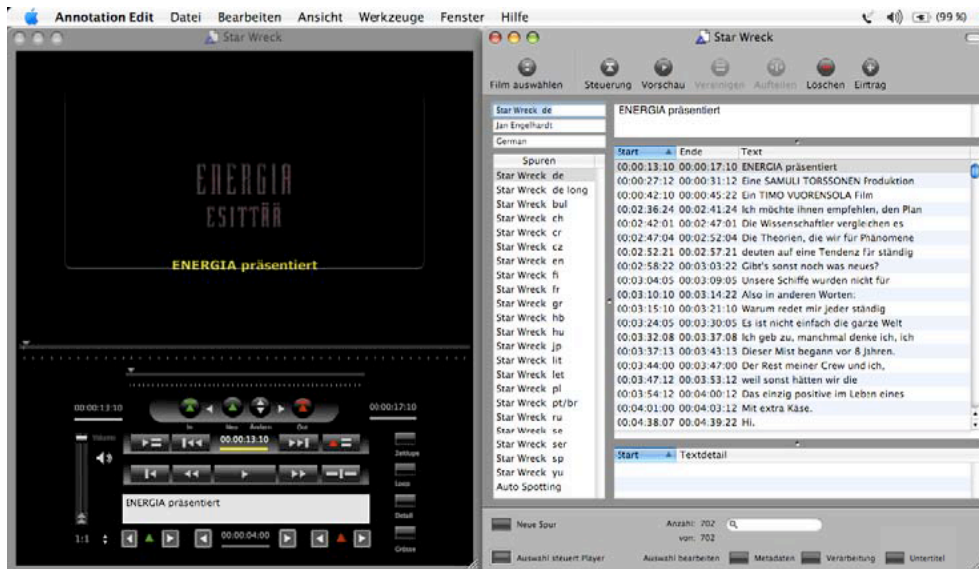 Annotation Edit Datei Bearbeiten Ansicht Werkzeuge Fenster Hilfe (99 %)
Star Wreck
ENERGIA
ESITTÄÄ
ENERGIA präsentiert
00:00:13:10 00:00:17:10
In Neu Ändern Out
Volume 00:00:13:10
Zeitlupe
Loop
ENERGIA präsentiert
Detail
1:1 00:00:04:00
Grösse
Star Wreck
Film auswählen Steuerung Vorschau Vereinigen Aufteilen Löschen Eintrag
Star Wreck de
Jan Engelhardt
German
Spuren
Star Wreck de
Star Wreck de long
Star Wreck bul
Star Wreck ch
Star Wreck cr
Star Wreck cz
Star Wreck en
Star Wreck fi
Star Wreck fr
Star Wreck gr
Star Wreck hb
Star Wreck hu
Star Wreck jp
Star Wreck lit
Star Wreck let
Star Wreck pl
Star Wreck pt/br
Star Wreck ru
Star Wreck se
Star Wreck ser
Star Wreck sp
Star Wreck yu
Auto Spotting
ENERGIA präsentiert
Start Ende Text
00:00:13:10 00:00:17:10 ENERGIA präsentiert
00:00:27:12 00:00:31:12 Eine SAMULI TORSSONEN Produktion
00:00:42:10 00:00:45:22 Ein TIMO VUORENSOLA Film
00:02:36:24 00:02:41:24 Ich möchte ihnen empfehlen, den Plan
00:02:42:01 00:02:47:01 Die Wissenschaftler vergleichen es
00:02:47:04 00:02:52:04 Die Theorien, die wir für Phänomene
00:02:52:21 00:02:57:21 deuten auf eine Tendenz für ständig
00:02:58:22 00:03:03:22 Gibt's sonst noch was neues?
00:03:04:05 00:03:09:05 Unsere Schiffe wurden nicht für
00:03:10:10 00:03:14:22 Also in anderen Worten:
00:03:15:10 00:03:21:10 Warum redet mir jeder ständig
00:03:24:05 00:03:30:05 Es ist nicht einfach die ganze Welt
00:03:32:08 00:03:37:08 Ich geb zu, manchmal denke ich, ich
00:03:37:13 00:03:43:13 Dieser Mist begann vor 8 Jahren.
00:03:44:00 00:03:47:00 Der Rest meiner Crew und ich,
00:03:47:12 00:03:53:12 weil sonst hätten wir die
00:03:54:12 00:04:00:12 Das einzig positive im Leben eines
00:04:01:00 00:04:03:12 Mit extra Käse.
00:04:38:07 00:04:39:22 Hi.
Start Textdetail
Neue Spur Anzahl: 702
von: 702
Auswahl steuert Player Auswahl bearbeiten Metadaten Verarbeitung Untertitel